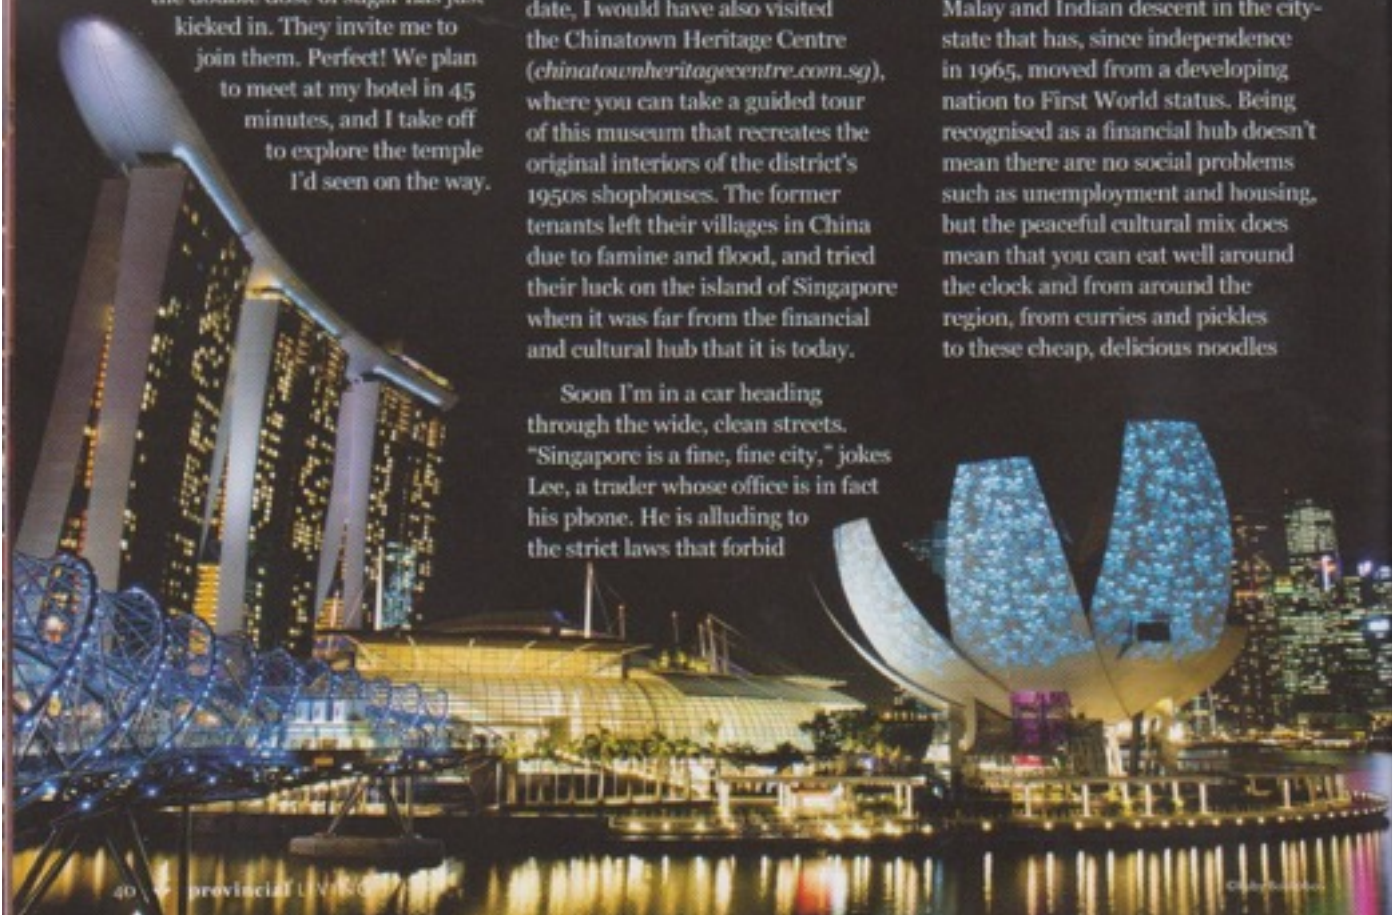 the double dose of sugar has just
kicked in. They invite me to
join them. Perfect! We plan
to meet at my hotel in 45
minutes, and I take off
to explore the temple
I'd seen on the way.
date, I would have also visited
the Chinatown Heritage Centre
(chinatownheritagecentre.com.sg),
where you can take a guided tour
of this museum that recreates the
original interiors of the district's
1950s shophouses. The former
tenants left their villages in China
due to famine and flood, and tried
their luck on the island of Singapore
when it was far from the financial
and cultural hub that it is today.
Soon I'm in a car heading
through the wide, clean streets.
"Singapore is a fine, fine city," jokes
Lee, a trader whose office is in fact
his phone. He is alluding to
the strict laws that forbid
Malay and Indian descent in the city-
state that has, since independence
in 1965, moved from a developing
nation to First World status. Being
recognised as a financial hub doesn't
mean there are no social problems
such as unemployment and housing,
but the peaceful cultural mix does
mean that you can eat well around
the clock and from around the
region, from curries and pickles
to these cheap, delicious noodles
40 provincial LIVING